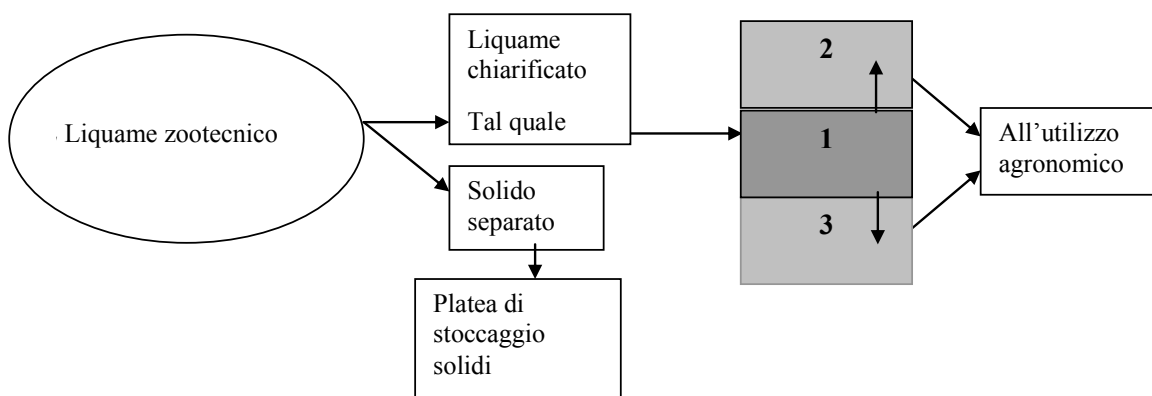 Liquame zootecnico
Liquame
chiarificato
Tal quale
Solido
separato
Platea di
stoccaggio
solidi
2
1
3
All’utilizzo
agronomico